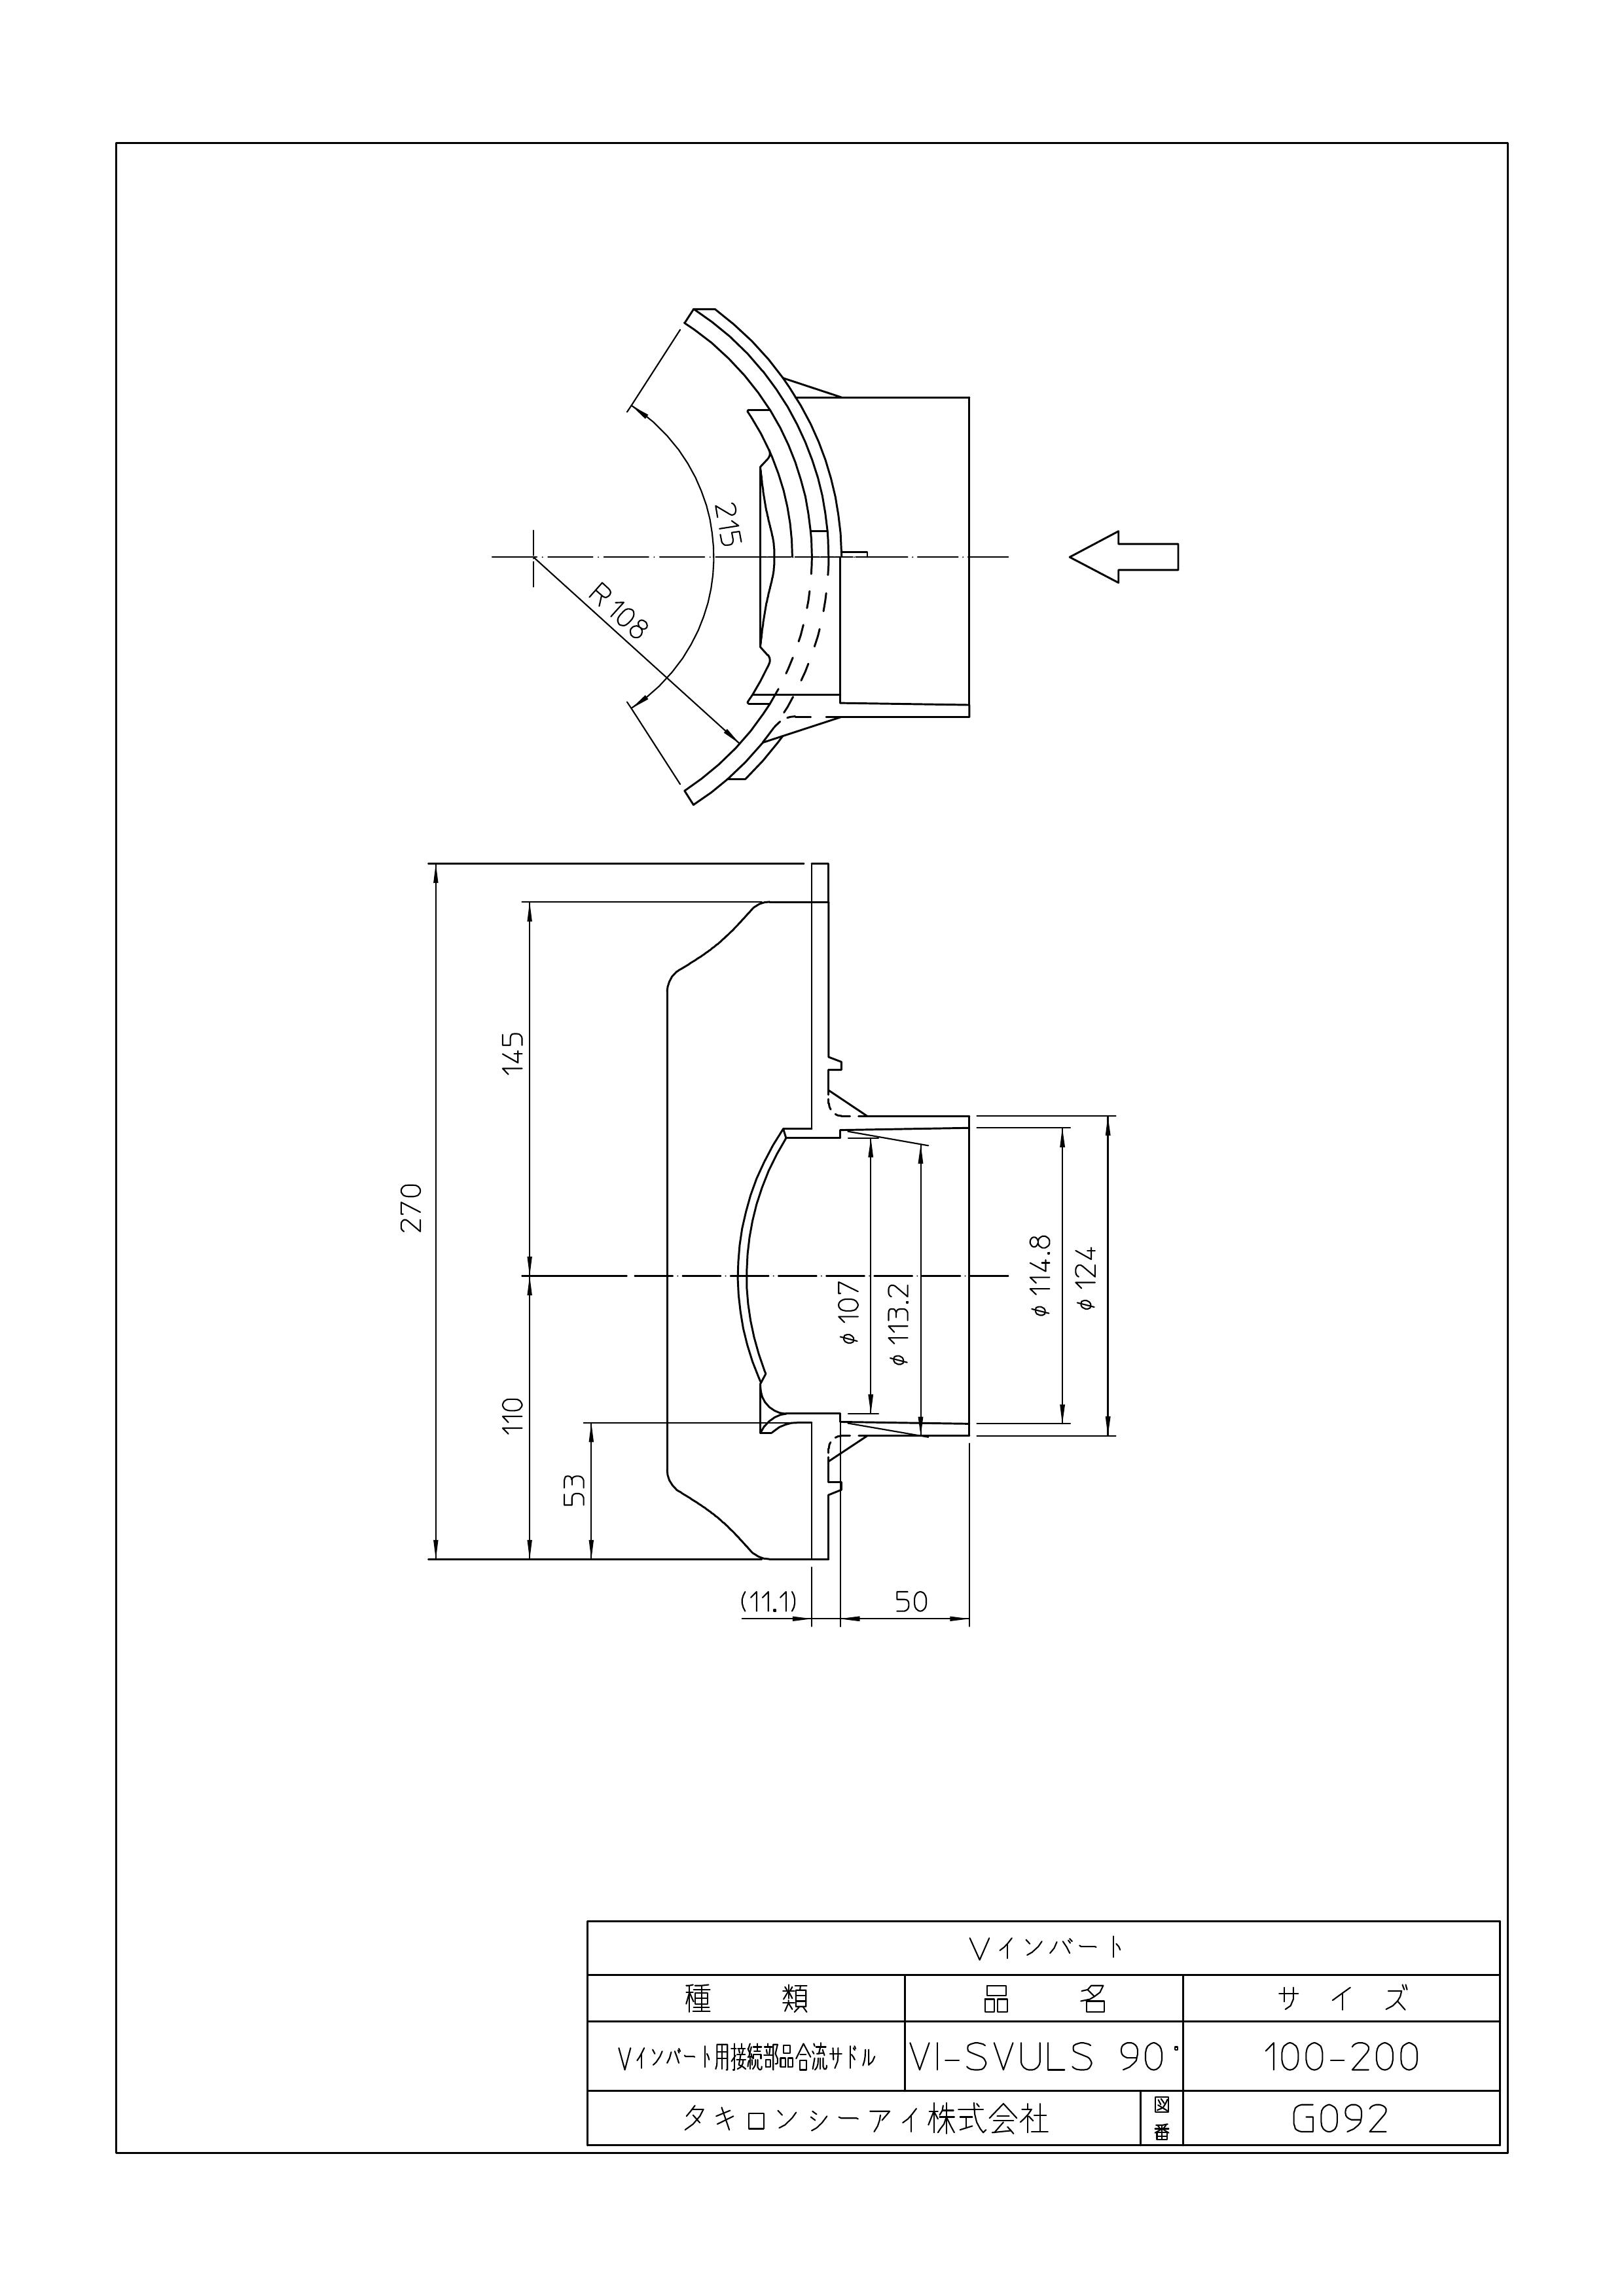 215
R108
270
145
110
53
φ107
φ113.2
φ114.8
φ124
(11.1)
50
Vインバート
種 類 品 名 サ イ ズ
Vインバート用接続部品合流サドル VI-SVULS 90° 100-200
タキロンシーアイ株式会社 図番 G092